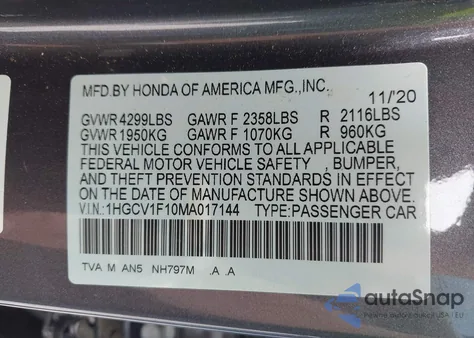 MFD.BY HONDA OF AMERICA MFG.,INC. 11/'20
GVWR 4299LBS GAWR F 2358LBS R 2116LBS
GVWR 1950KG GAWR F 1070KG R 960KG
THIS VEHICLE CONFORMS TO ALL APPLICABLE
FEDERAL MOTOR VEHICLE SAFETY , BUMPER,
AND THEFT PREVENTION STANDARDS IN EFFECT
ON THE DATE OF MANUFACTURE SHOWN ABOVE.
V.I.N.:1HGCV1F10MA017144 TYPE:PASSENGER CAR
TVA M AN5 NH797M .A .A
autoSnap